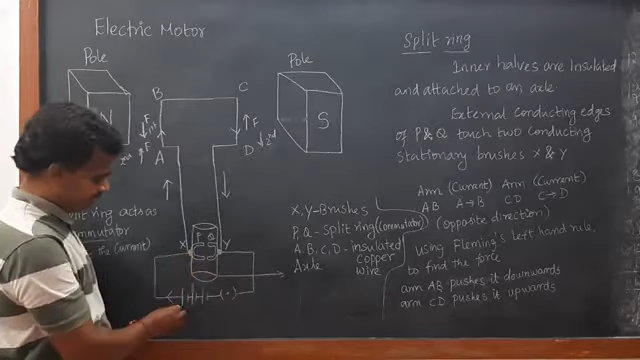 Electric Motor
Pole
Pole
N
S
B
C
A
D
F
1st
F
F
2nd
ring acts as
(current)
X
Y
P Q
X,Y-Brushes
P,Q-split ring (commutator)
A,B,C,D-insulated
copper
wire
Axle
Split ring
Inner halves are Insulated
and attached to an axle
External conducting edges
of P & Q touch two conducting
stationary brushes X & Y
Arm (Current) Arm (Current)
AB A→B CD C→D
(opposite direction)
Using Fleming's left hand rule,
to find the force
arm AB pushes it downwards
arm CD pushes it upwards